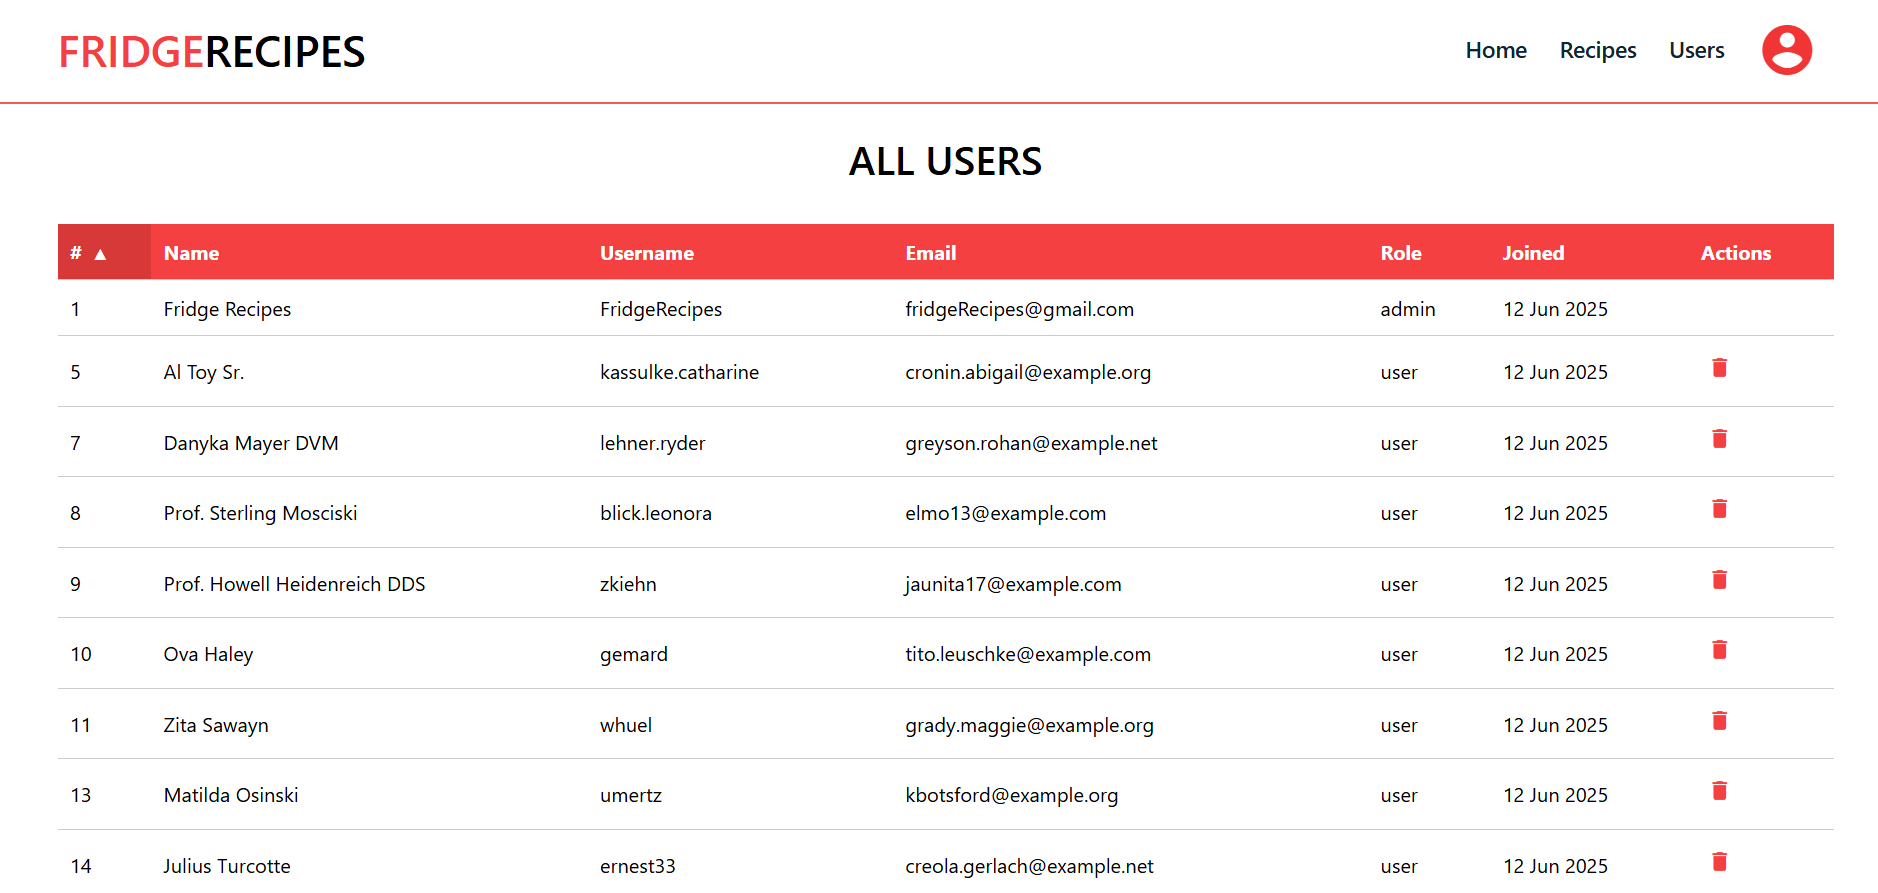 FRIDGERECIPES Home Recipes Users
ALL USERS
# ▲ Name Username Email Role Joined Actions
1 Fridge Recipes FridgeRecipes fridgeRecipes@gmail.com admin 12 Jun 2025
5 Al Toy Sr. kassulke.catharine cronin.abigail@example.org user 12 Jun 2025
7 Danyka Mayer DVM lehner.ryder greyson.rohan@example.net user 12 Jun 2025
8 Prof. Sterling Mosciski blick.leonora elmo13@example.com user 12 Jun 2025
9 Prof. Howell Heidenreich DDS zkiehn jaunita17@example.com user 12 Jun 2025
10 Ova Haley gemard tito.leuschke@example.com user 12 Jun 2025
11 Zita Sawayn whuel grady.maggie@example.org user 12 Jun 2025
13 Matilda Osinski umertz kbotsford@example.org user 12 Jun 2025
14 Julius Turcotte ernest33 creola.gerlach@example.net user 12 Jun 2025